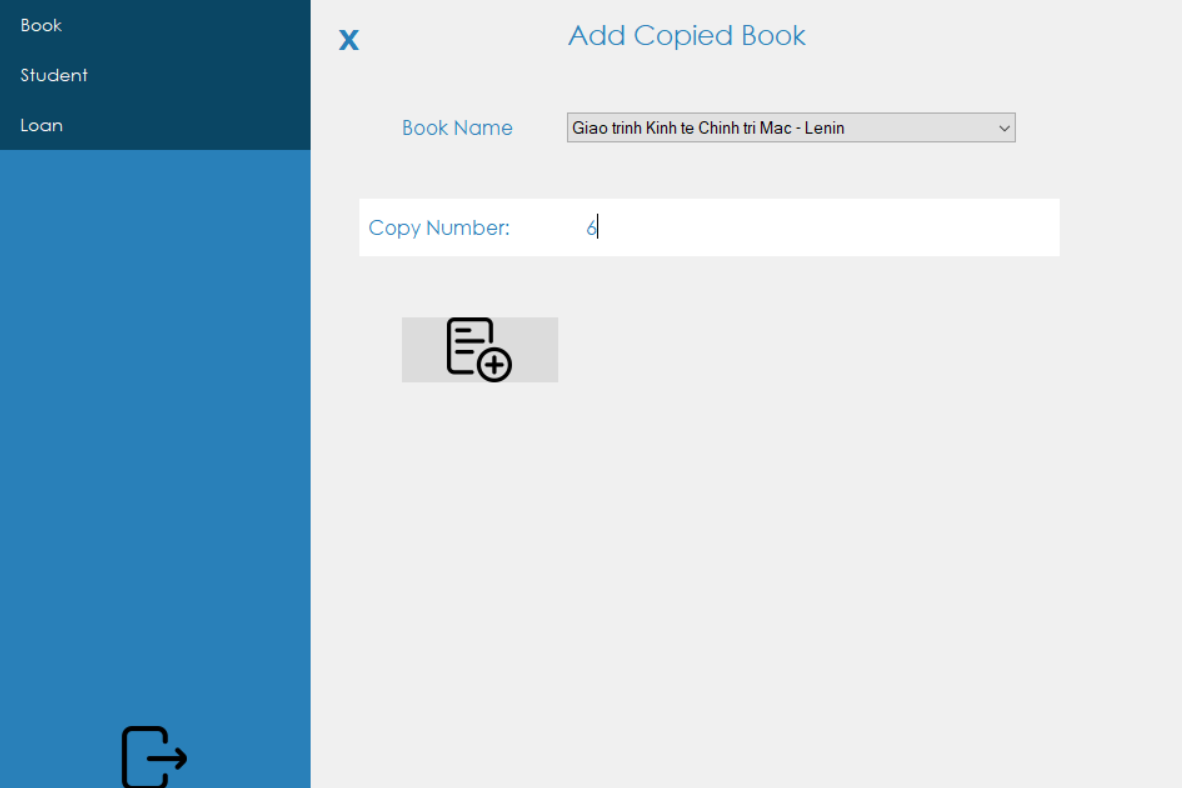 Book
Student
Loan
X
Add Copied Book
Book Name
Giao trinh Kinh te Chinh tri Mac - Lenin
Copy Number:
6